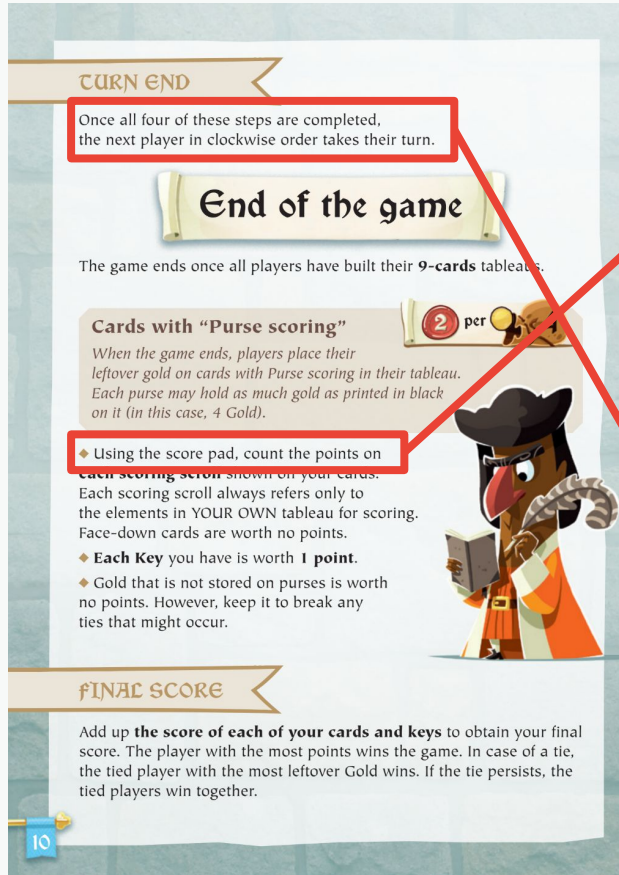 TURN END
Once all four of these steps are completed,
the next player in clockwise order takes their turn.
End of the game
The game ends once all players have built their 9-cards tableaus.
2 per
Cards with “Purse scoring”
When the game ends, players place their
leftover gold on cards with Purse scoring in their tableau.
Each purse may hold as much gold as printed in black
on it (in this case, 4 Gold).
◆ Using the score pad, count the points on
each scoring scroll shown on your cards.
Each scoring scroll always refers only to
the elements in YOUR OWN tableau for scoring.
Face-down cards are worth no points.
◆ Each Key you have is worth 1 point.
◆ Gold that is not stored on purses is worth
no points. However, keep it to break any
ties that might occur.
FINAL SCORE
Add up the score of each of your cards and keys to obtain your final
score. The player with the most points wins the game. In case of a tie,
the tied player with the most leftover Gold wins. If the tie persists, the
tied players win together.
10